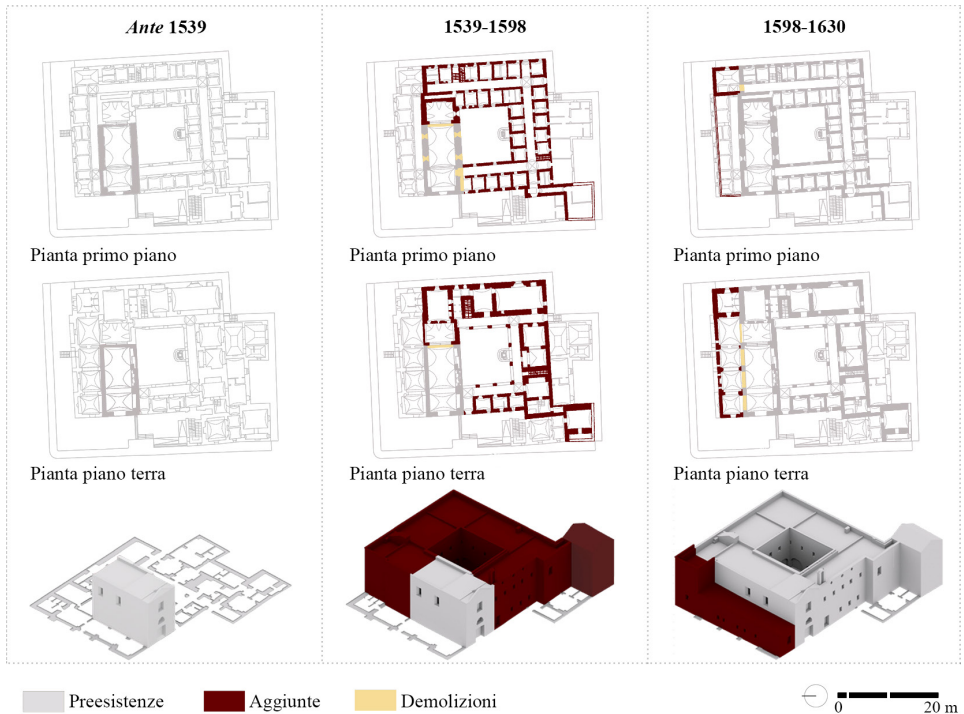 Ante 1539
1539-1598
1598-1630
Pianta primo piano
Pianta primo piano
Pianta primo piano
Pianta piano terra
Pianta piano terra
Pianta piano terra
Preesistenze
Aggiunte
Demolizioni
0
20 m